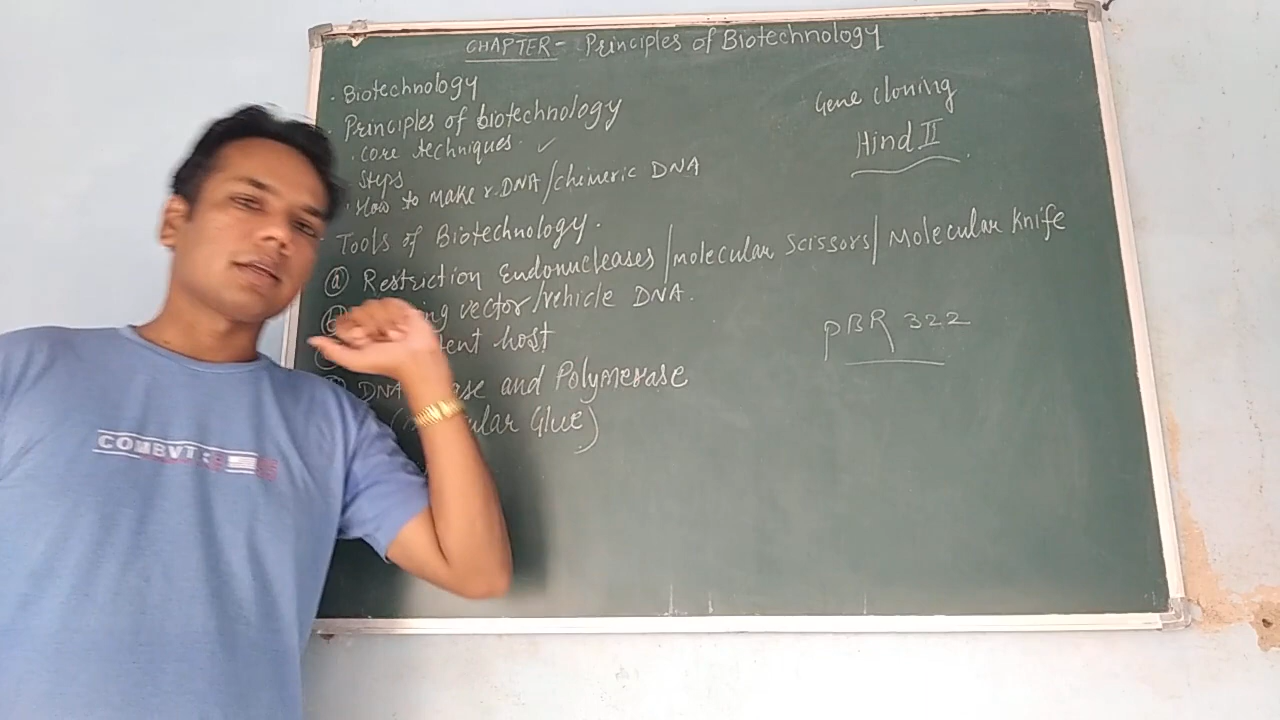 CHAPTER - Principles of Biotechnology
· Biotechnology
· Principles of biotechnology
· core techniques. ✓
· Steps
· How to make r.DNA/chimeric DNA
· Tools of Biotechnology.
ⓐ Restriction Endonucleases/molecular Scissors/Molecular Knife
vector/vehicle DNA.
host
DNA and Polymerase
Glue)
Gene cloning
Hind II
pBR 322